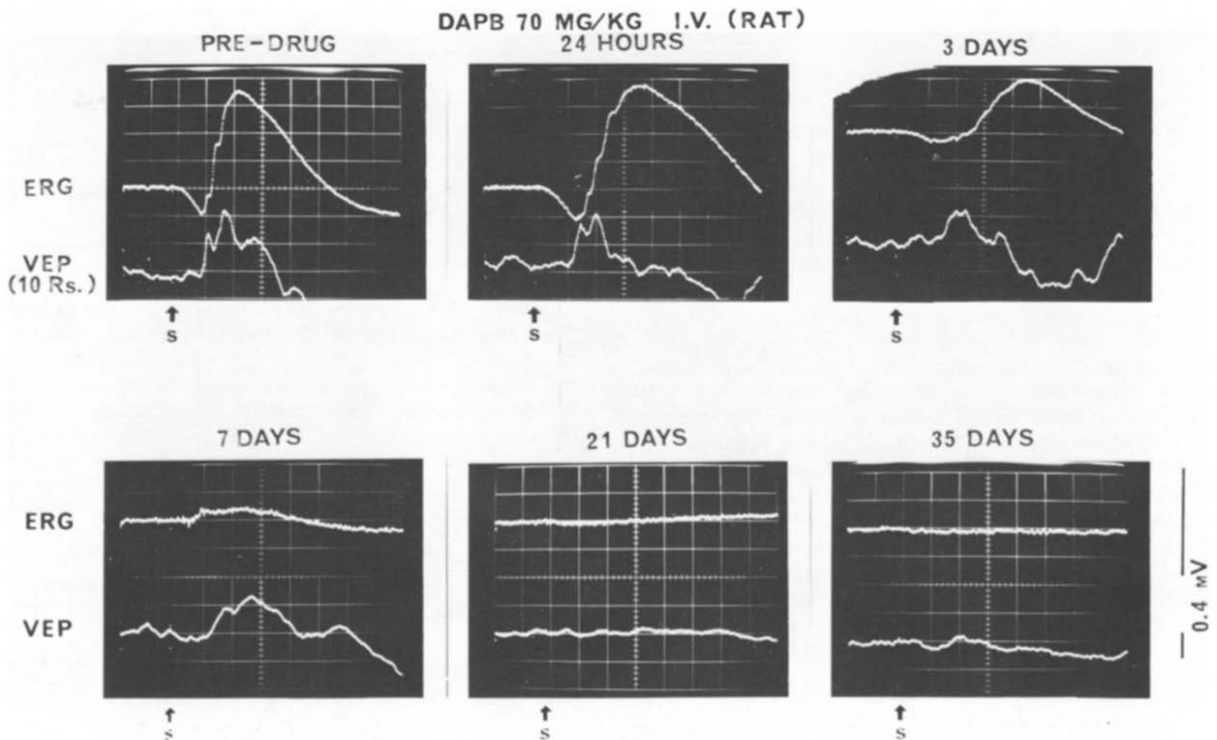 DAPB 70 MG/KG I.V. (RAT)
PRE-DRUG
24 HOURS
3 DAYS
ERG
VEP
(10 Rs.)
S
S
S
7 DAYS
21 DAYS
35 DAYS
ERG
VEP
0.4 MV
S
S
S